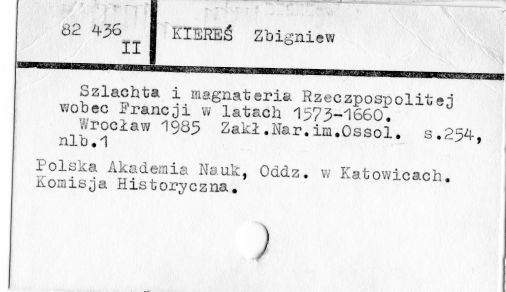 82 436
II
KIEREŚ Zbigniew
Szlachta i magnateria Rzeczpospolitej
wobec Francji w latach 1573-1660.
Wrocław 1985 Zakł.Nar.im.Ossol. s.254,
nlb.1
Polska Akademia Nauk, Oddz. w Katowicach.
Komisja Historyczna.